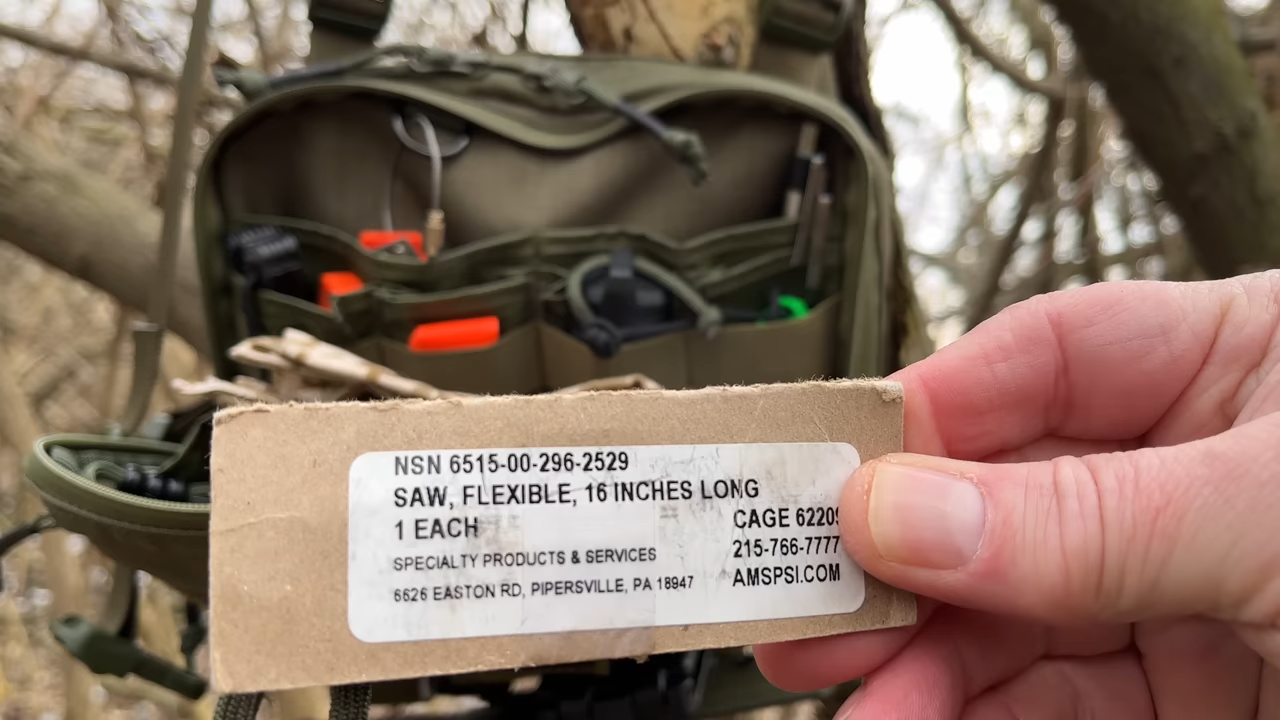 NSN 6515-00-296-2529
SAW, FLEXIBLE, 16 INCHES LONG
1 EACH
CAGE 6220
SPECIALTY PRODUCTS & SERVICES
215-766-7777
6626 EASTON RD, PIPERSVILLE, PA 18947
AMSPSI.COM